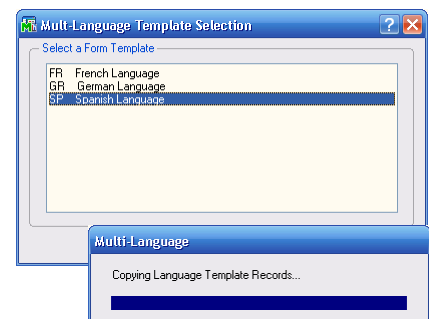 Mult-Language Template Selection
Select a Form Template
FR French Language
GR German Language
SP Spanish Language
Multi-Language
Copying Language Template Records...